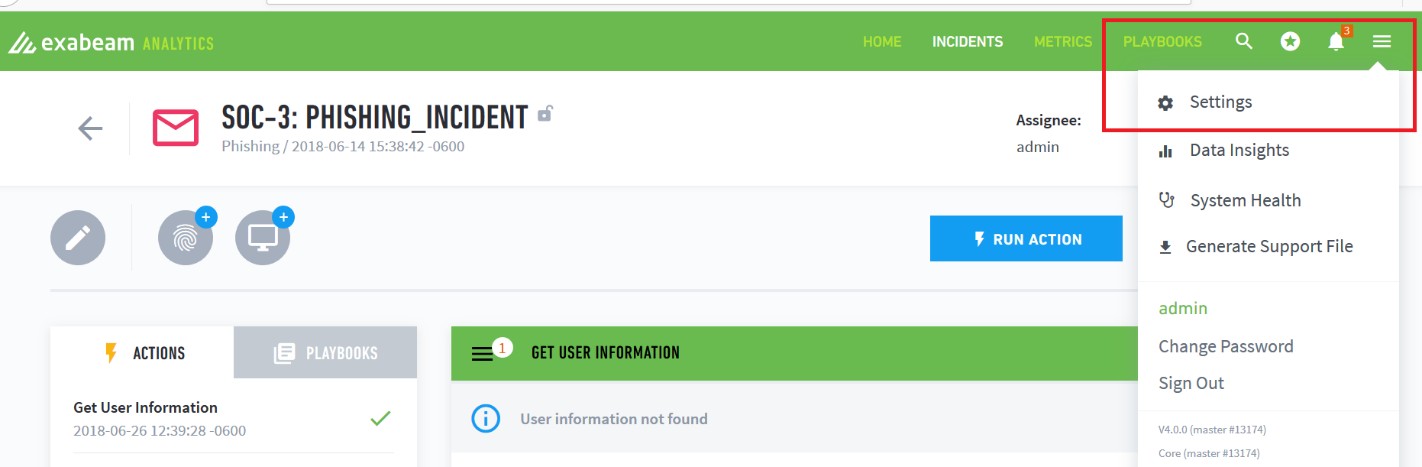 exabeam ANALYTICS
HOME INCIDENTS METRICS PLAYBOOKS 3
Settings
SOC-3: PHISHING_INCIDENT
Phishing / 2018-06-14 15:38:42 -0600
Assignee:
admin
Data Insights
System Health
Generate Support File
+ +
RUN ACTION
admin
Change Password
Sign Out
V4.0.0 (master #13174)
Core (master #13174)
ACTIONS PLAYBOOKS
Get User Information
2018-06-26 12:39:28 -0600
1 GET USER INFORMATION
User information not found